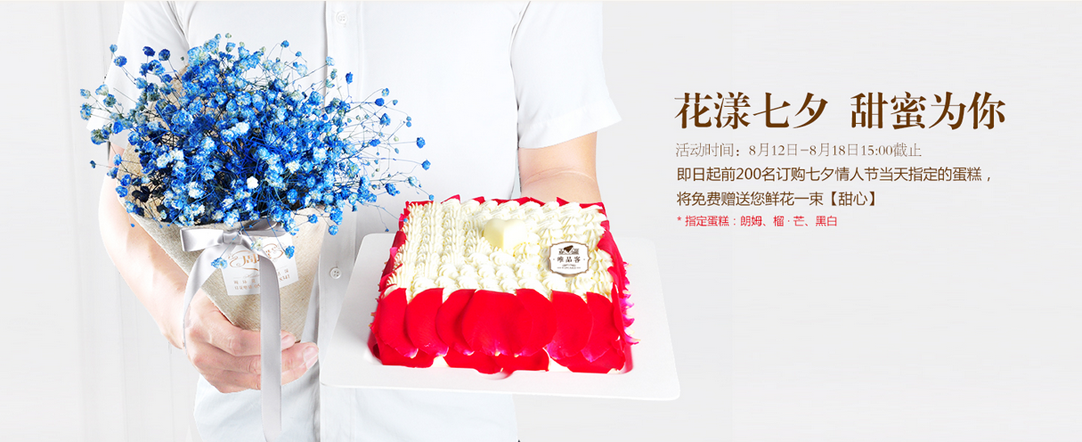 花漾七夕 甜蜜为你
活动时间：8月12日-8月18日15:00截止
即日起前200名订购七夕情人节当天指定的蛋糕，
将免费赠送您鲜花一束【甜心】
* 指定蛋糕：朗姆、榴·芒、黑白
唯品客